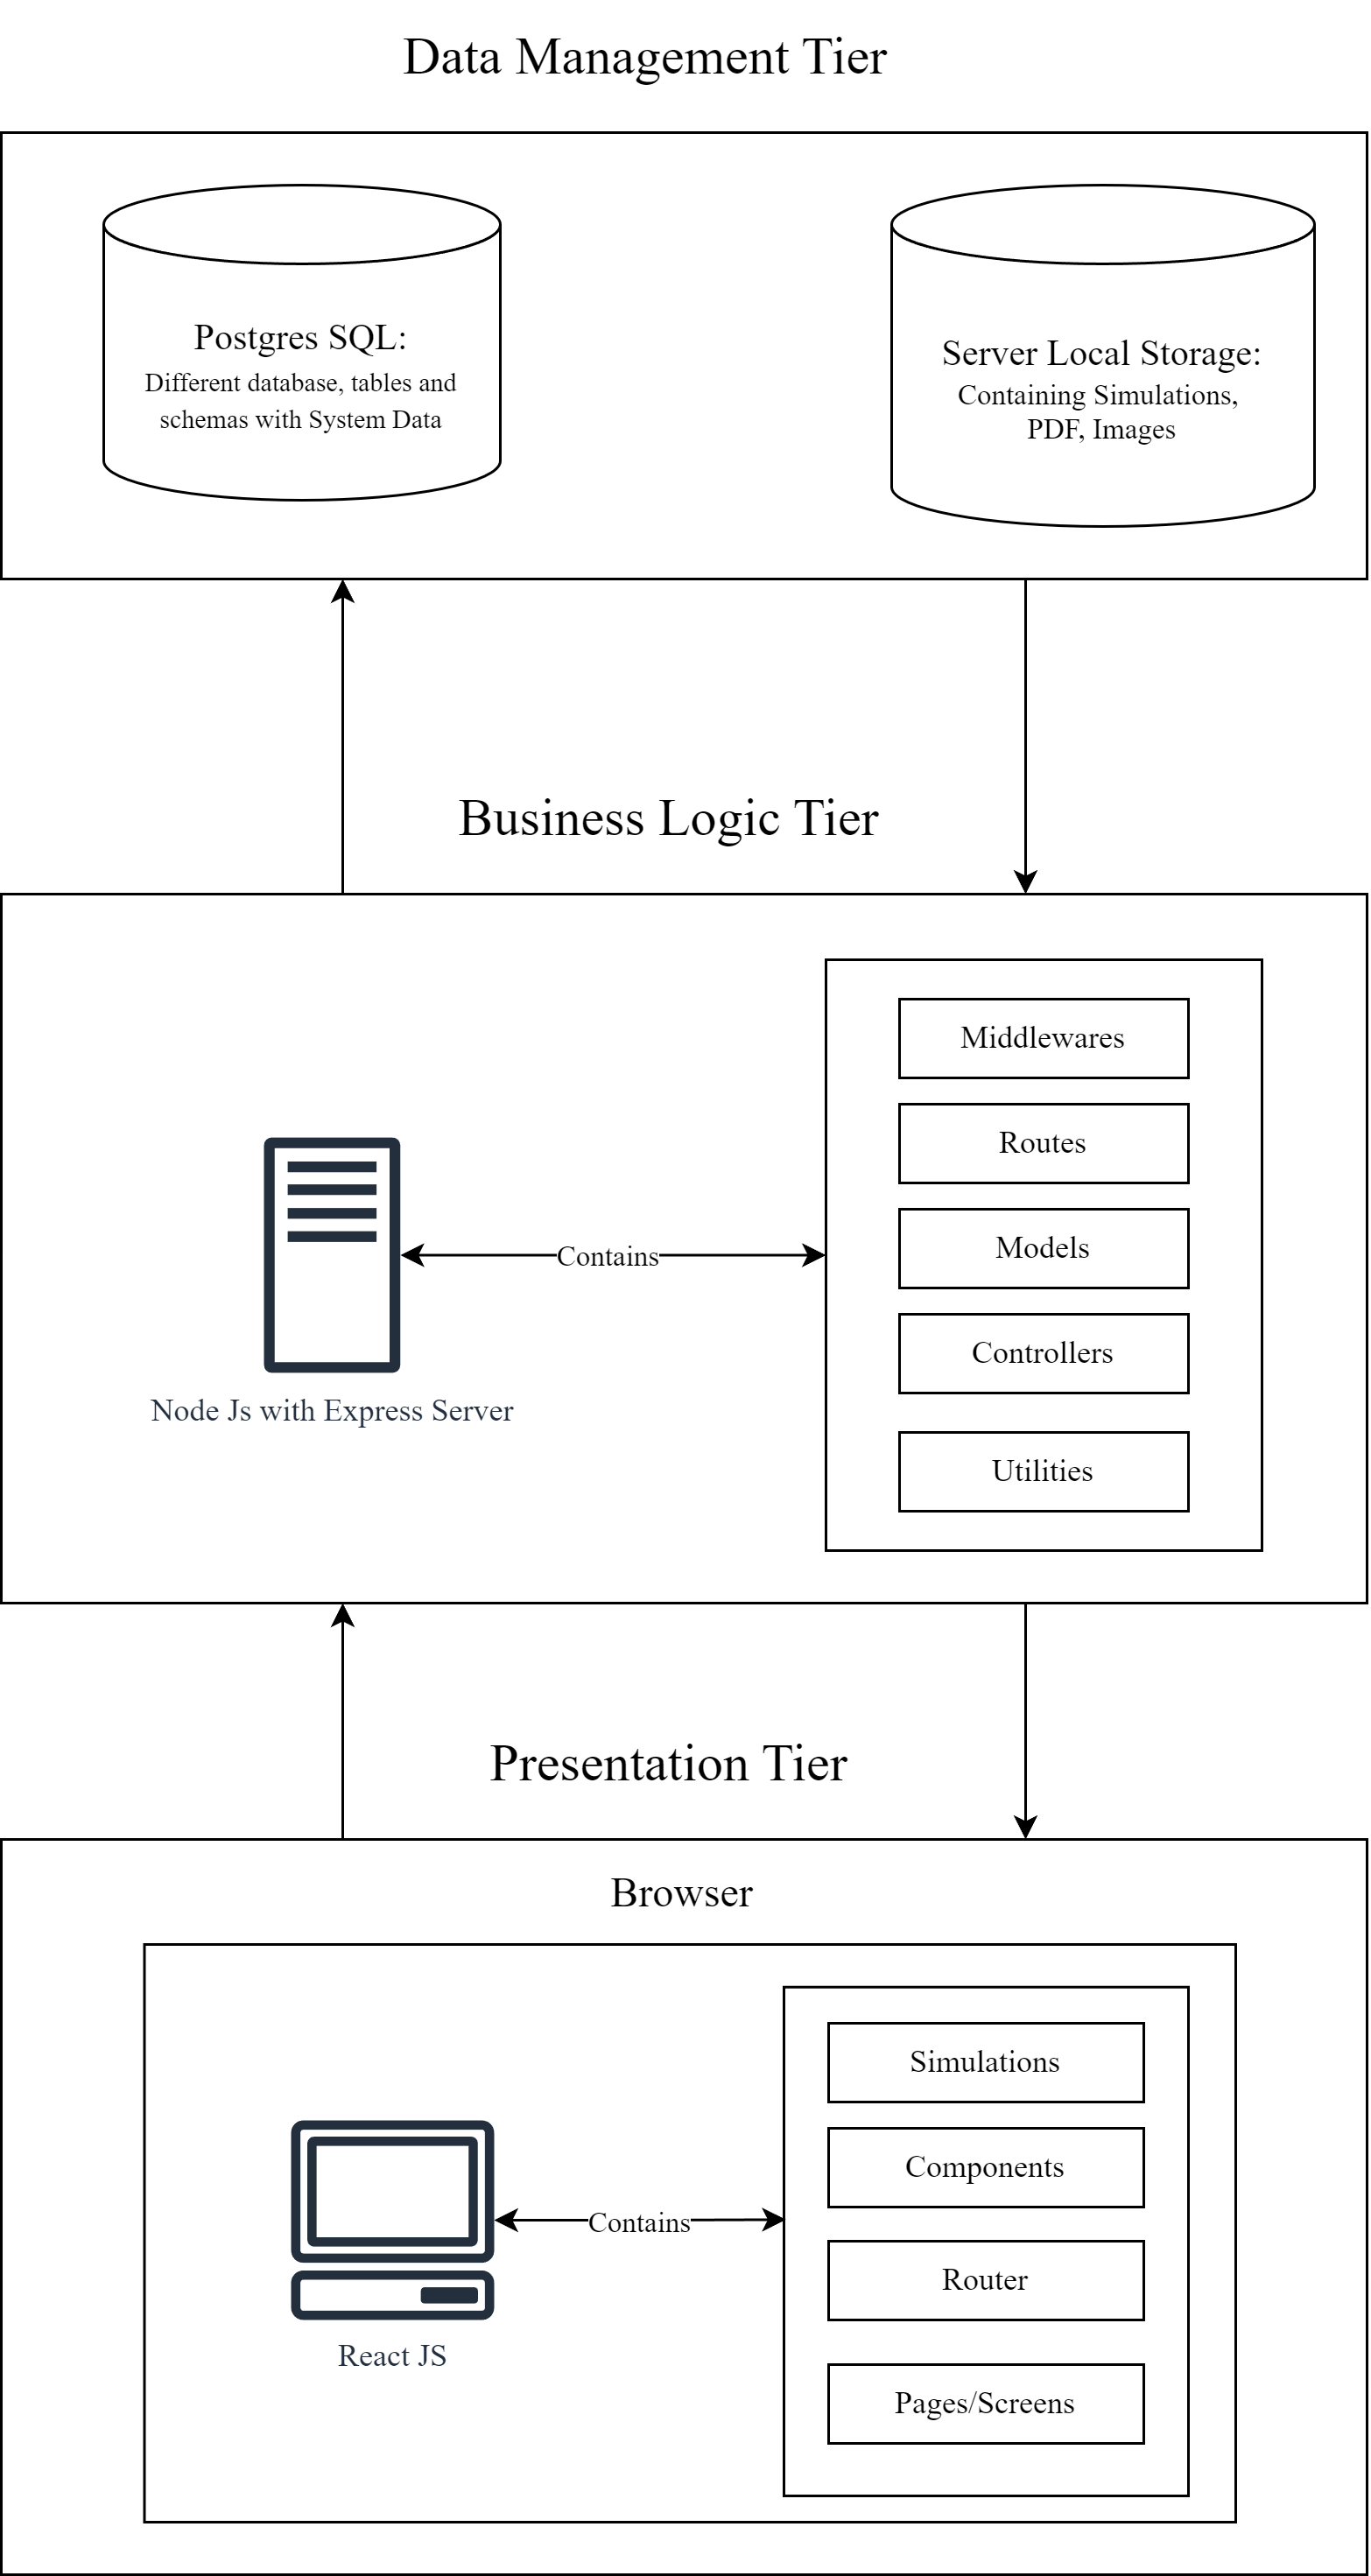 Data Management Tier
Postgres SQL:
Different database, tables and
schemas with System Data
Server Local Storage:
Containing Simulations,
PDF, Images
Business Logic Tier
Middlewares
Routes
Models
Controllers
Utilities
Contains
Node Js with Express Server
Presentation Tier
Browser
Simulations
Components
Router
Pages/Screens
Contains
React JS